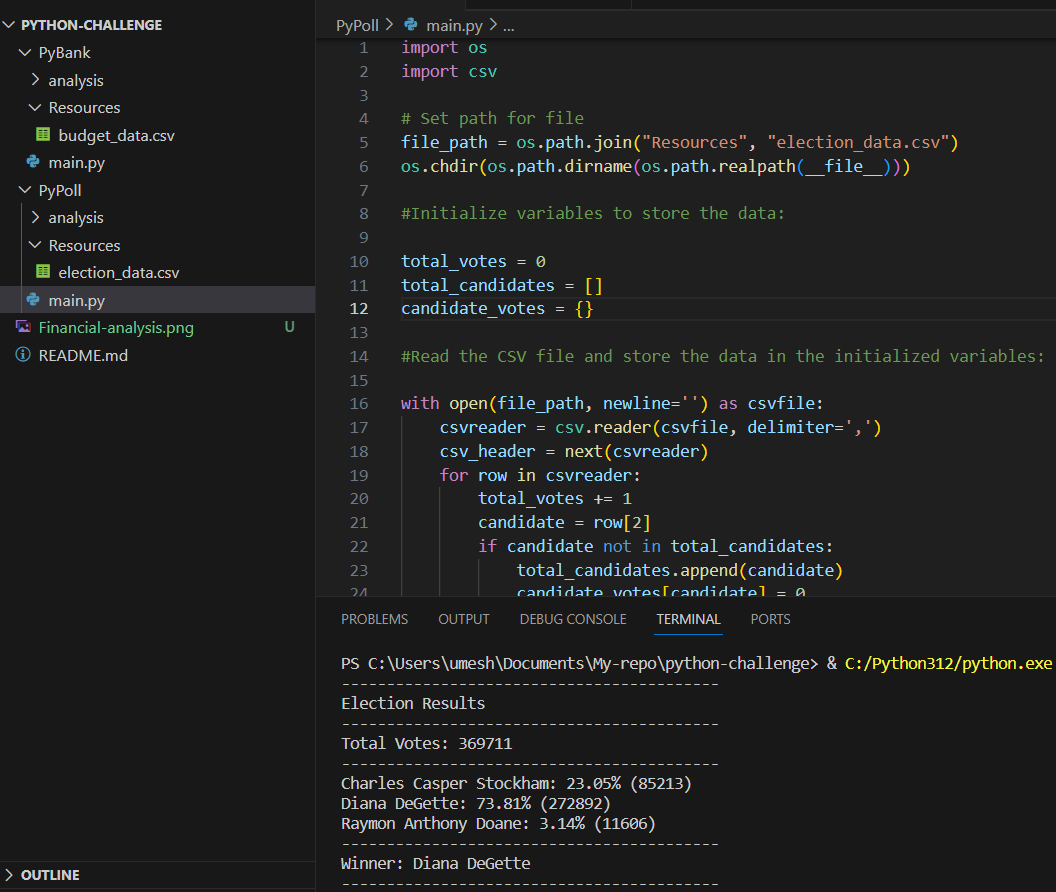 PYTHON-CHALLENGE
PyBank
analysis
Resources
budget_data.csv
main.py
PyPoll
analysis
Resources
election_data.csv
main.py
Financial-analysis.png U
README.md
OUTLINE
PyPoll > main.py > ...
1 import os
2 import csv
3
4 # Set path for file
5 file_path = os.path.join("Resources", "election_data.csv")
6 os.chdir(os.path.dirname(os.path.realpath(__file__)))
7
8 #Initialize variables to store the data:
9
10 total_votes = 0
11 total_candidates = []
12 candidate_votes = {}
13
14 #Read the CSV file and store the data in the initialized variables:
15
16 with open(file_path, newline='') as csvfile:
17     csvreader = csv.reader(csvfile, delimiter=',')
18     csv_header = next(csvreader)
19     for row in csvreader:
20         total_votes += 1
21         candidate = row[2]
22         if candidate not in total_candidates:
23             total_candidates.append(candidate)
24             candidate_votes[candidate] = 0
PROBLEMS OUTPUT DEBUG CONSOLE TERMINAL PORTS
PS C:\Users\umesh\Documents\My-repo\python-challenge> & C:/Python312/python.exe
------------------------------------------
Election Results
------------------------------------------
Total Votes: 369711
------------------------------------------
Charles Casper Stockham: 23.05% (85213)
Diana DeGette: 73.81% (272892)
Raymon Anthony Doane: 3.14% (11606)
------------------------------------------
Winner: Diana DeGette
------------------------------------------